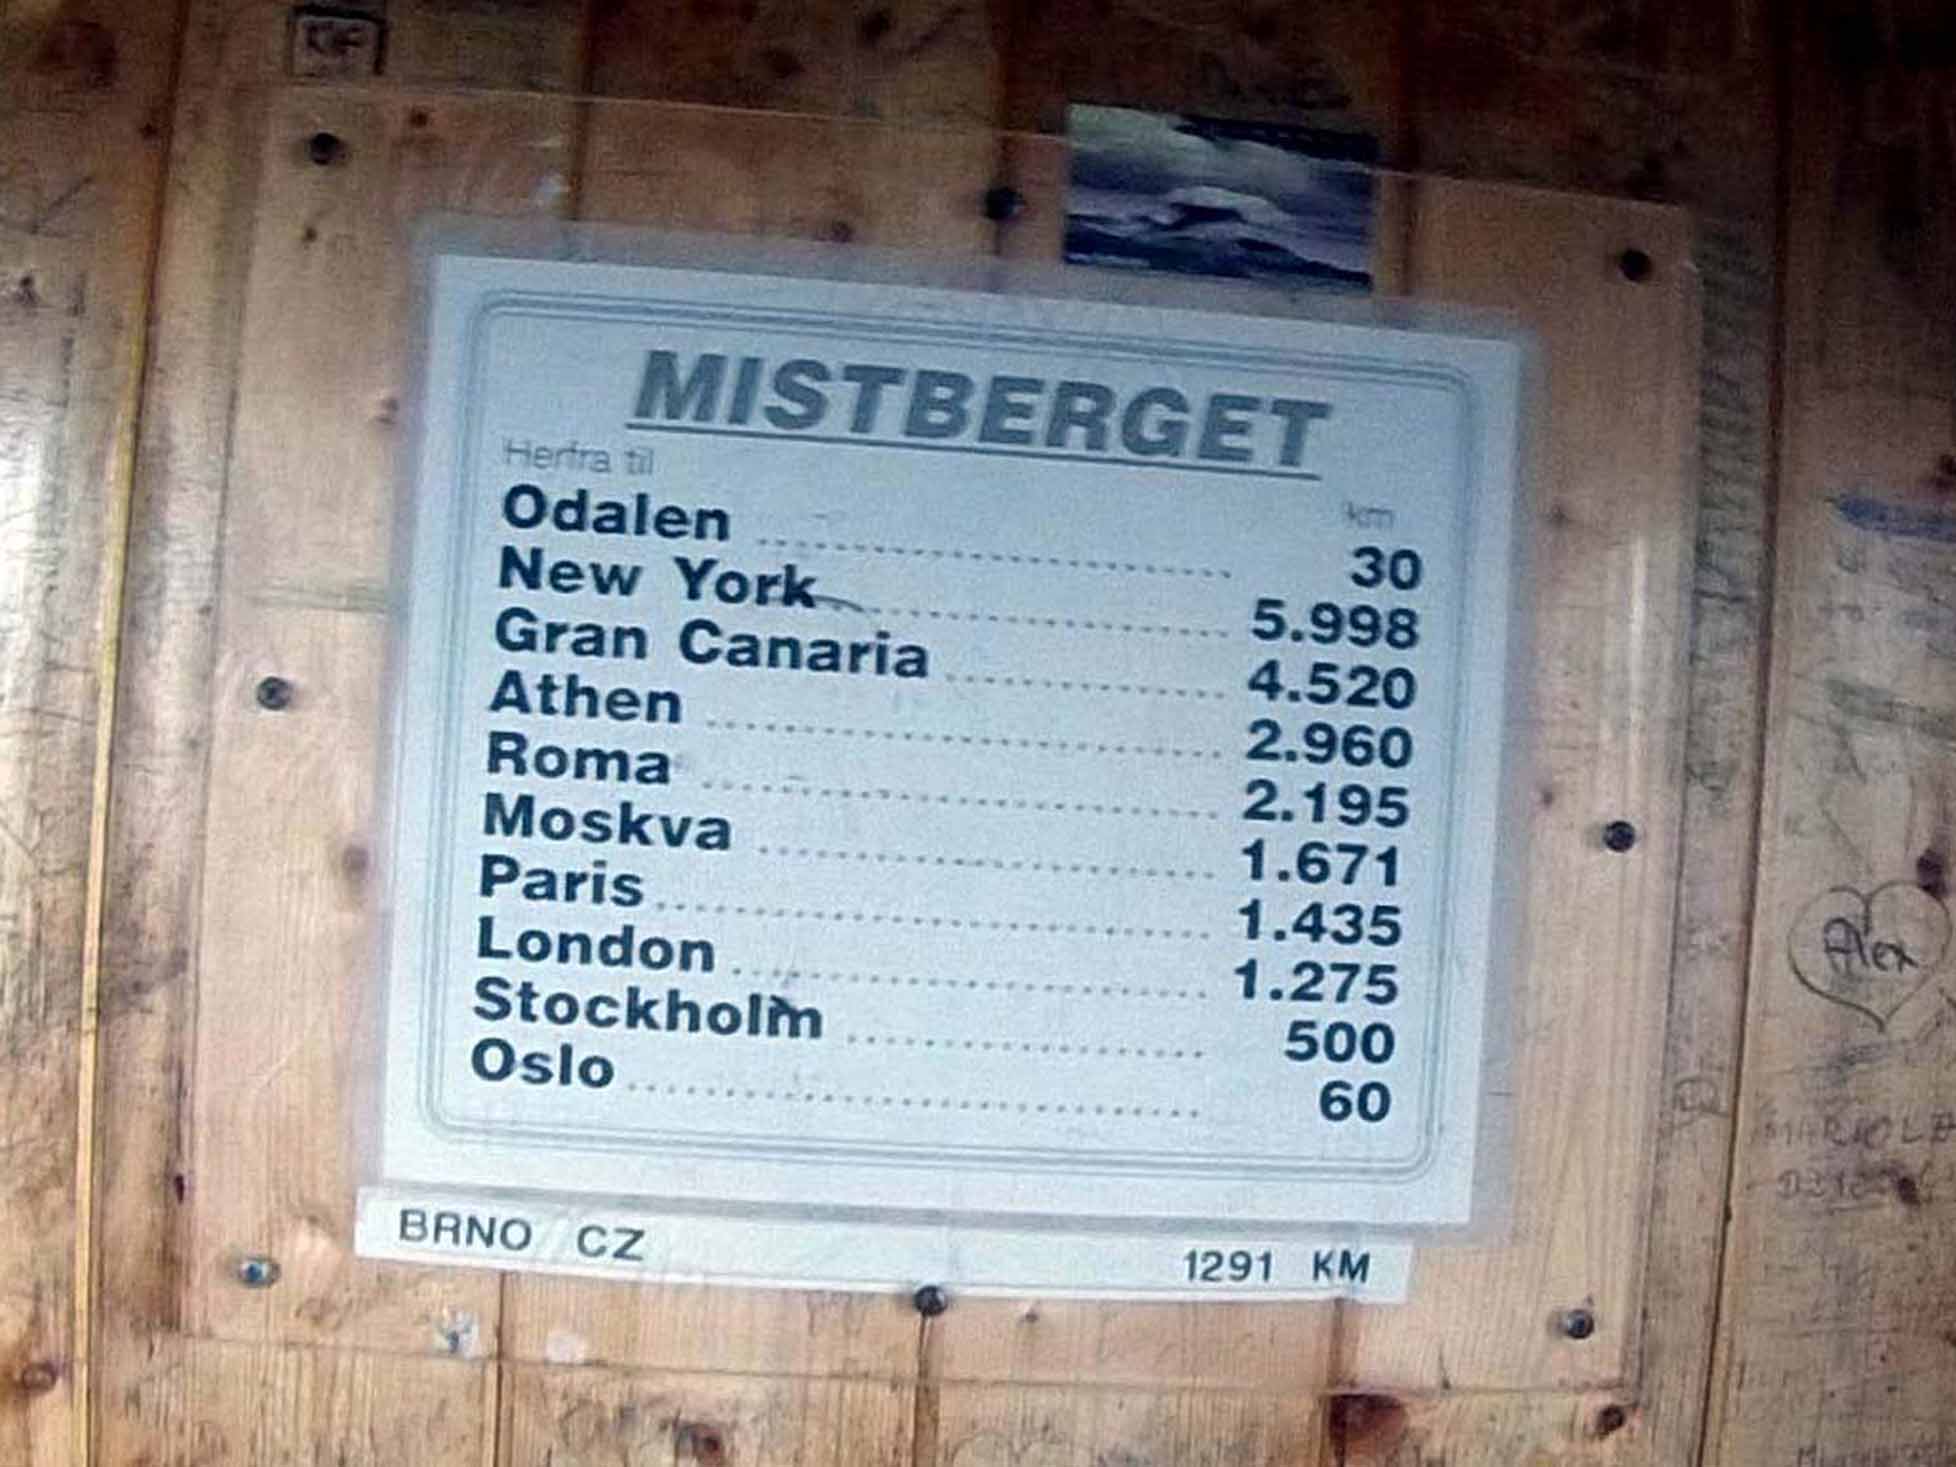 MISTBERGET
Herfra til km
Odalen 30
New York 5.998
Gran Canaria 4.520
Athen 2.960
Roma 2.195
Moskva 1.671
Paris 1.435
London 1.275
Stockholm 500
Oslo 60
BRNO CZ 1291 KM
Alex